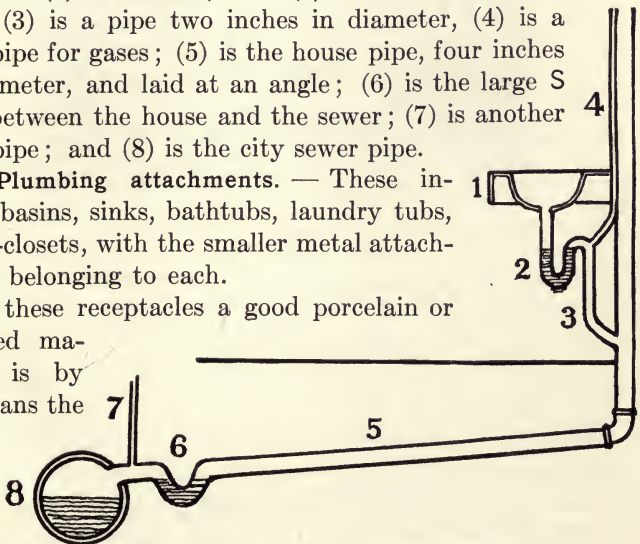 (3) is a pipe two inches in diameter, (4) is a
pipe for gases; (5) is the house pipe, four inches
meter, and laid at an angle; (6) is the large S
between the house and the sewer; (7) is another
pipe; and (8) is the city sewer pipe.
Plumbing attachments. — These in-
basins, sinks, bathtubs, laundry tubs,
-closets, with the smaller metal attach-
belonging to each.
these receptacles a good porcelain or
ed ma-
is by
ans the
4
1
2
3
7
6
5
8